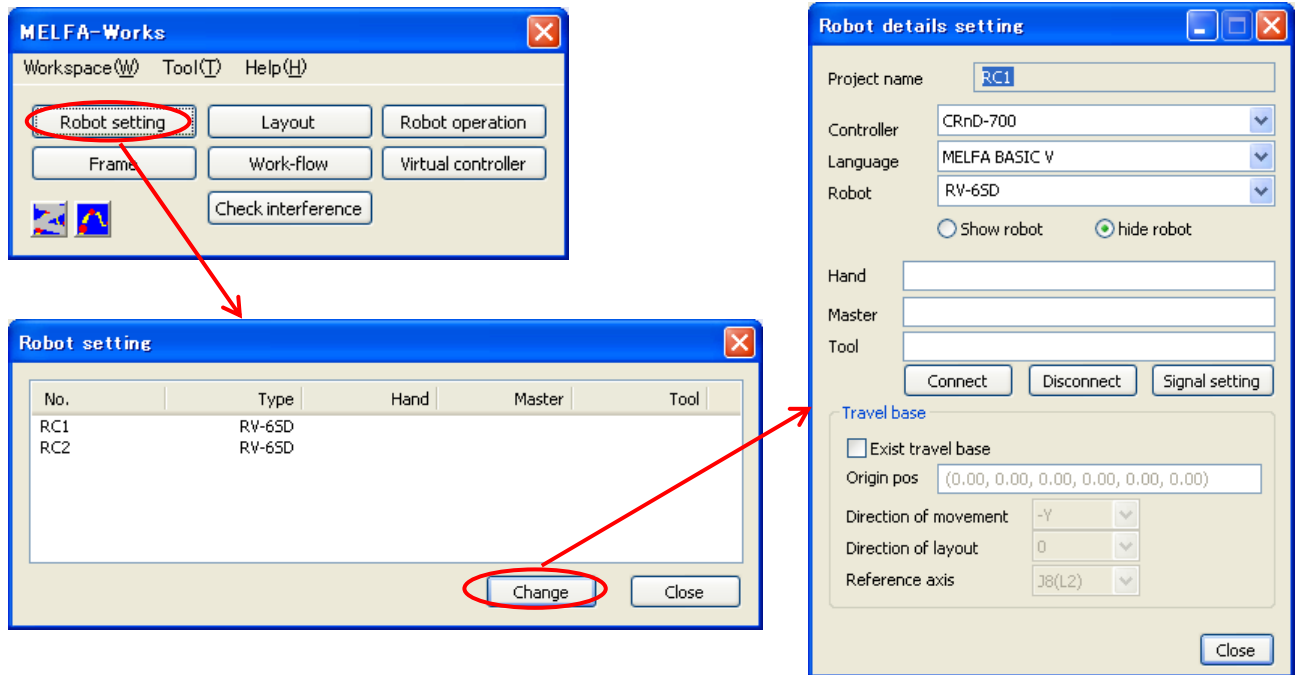 MELFA-Works
Workspace(W) Tool(T) Help(H)
Robot setting Layout Robot operation
Frame Work-flow Virtual controller
Check interference
Robot setting
No. Type Hand Master Tool
RC1 RV-6SD
RC2 RV-6SD
Change Close
Robot details setting
Project name RC1
Controller CRnD-700
Language MELFA BASIC V
Robot RV-6SD
Show robot hide robot
Hand
Master
Tool
Connect Disconnect Signal setting
Travel base
Exist travel base
Origin pos (0.00, 0.00, 0.00, 0.00, 0.00, 0.00)
Direction of movement -Y
Direction of layout 0
Reference axis J8(L2)
Close